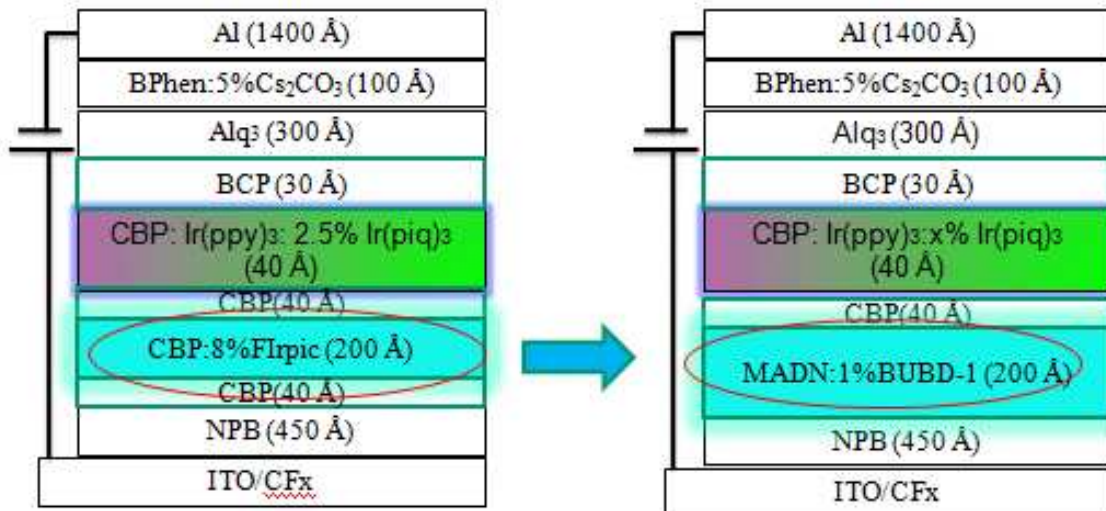 Al (1400 Å)
BPhen:5%Cs₂CO₃ (100 Å)
Alq₃ (300 Å)
BCP (30 Å)
CBP: Ir(ppy)₃: 2.5% Ir(piq)₃
(40 Å)
CBP(40 Å)
CBP:8%FIrpic (200 Å)
CBP(40 Å)
NPB (450 Å)
ITO/CFx
Al (1400 Å)
BPhen:5%Cs₂CO₃ (100 Å)
Alq₃ (300 Å)
BCP (30 Å)
CBP: Ir(ppy)₃:x% Ir(piq)₃
(40 Å)
CBP(40 Å)
MADN:1%BUBD-1 (200 Å)
NPB (450 Å)
ITO/CFx